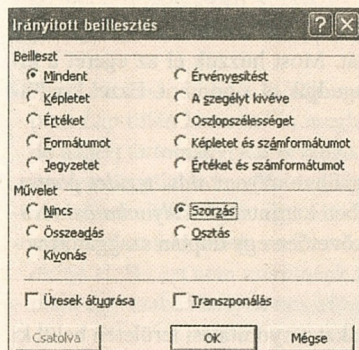 Irányított beillesztés
Beilleszt
Mindent
Érvényesítést
Képletet
A szegélyt kivéve
Értéket
Oszlopszélességet
Formátumot
Képletet és számformátumot
Jegyzetet
Értéket és számformátumot
Művelet
Nincs
Szorzás
Összeadás
Osztás
Kivonás
Üresek átugrása
Transzponálás
Csatolva
OK
Mégse